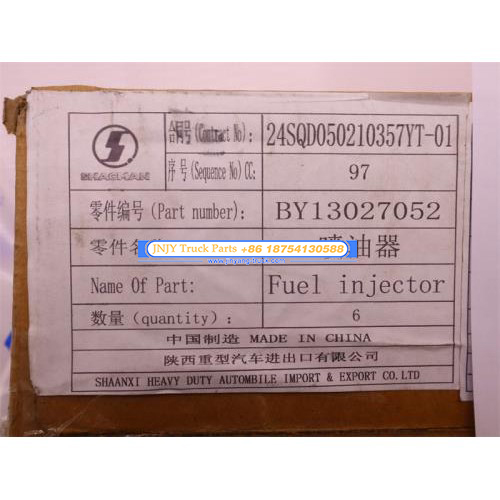 合同号(Contract No): 24SQD050210357YT-01
SHACMAN
序号(Sequence No)CC: 97
零件编号(Part number): BY13027052
零件名 油器
JNJY Truck Parts +86 18754130588
Name Of Part: Fuel injector
数量(quantity): 6
中国制造 MADE IN CHINA
陕西重型汽车进出口有限公司
SHAANXI HEAVY DUTY AUTOMBILE IMPORT & EXPORT CO.,LTD